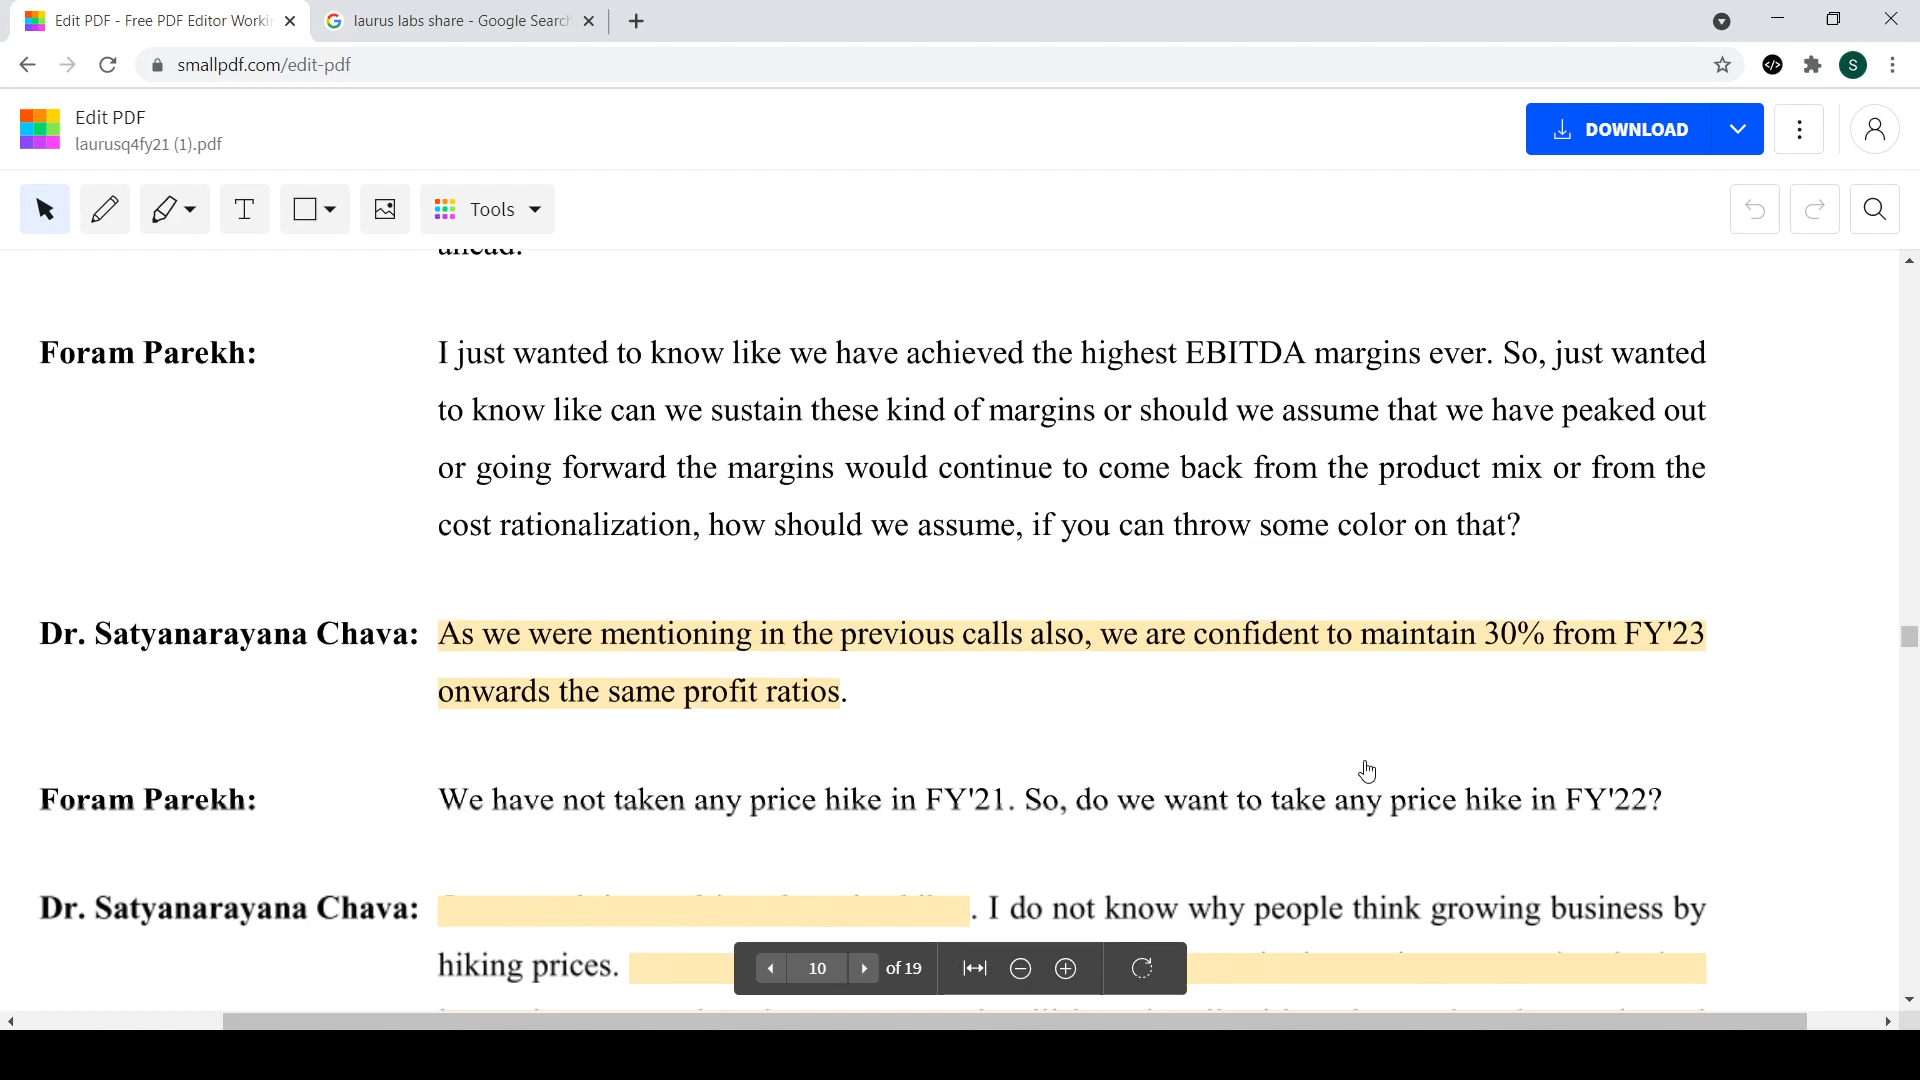 Edit PDF - Free PDF Editor Workin
laurus labs share - Google Search
smallpdf.com/edit-pdf
S
Edit PDF
laurusq4fy21 (1).pdf
DOWNLOAD
T
Tools
ahead.
Foram Parekh: I just wanted to know like we have achieved the highest EBITDA margins ever. So, just wanted
to know like can we sustain these kind of margins or should we assume that we have peaked out
or going forward the margins would continue to come back from the product mix or from the
cost rationalization, how should we assume, if you can throw some color on that?
Dr. Satyanarayana Chava: As we were mentioning in the previous calls also, we are confident to maintain 30% from FY'23
onwards the same profit ratios.
Foram Parekh: We have not taken any price hike in FY'21. So, do we want to take any price hike in FY'22?
Dr. Satyanarayana Chava: . I do not know why people think growing business by
hiking prices.
10 of 19